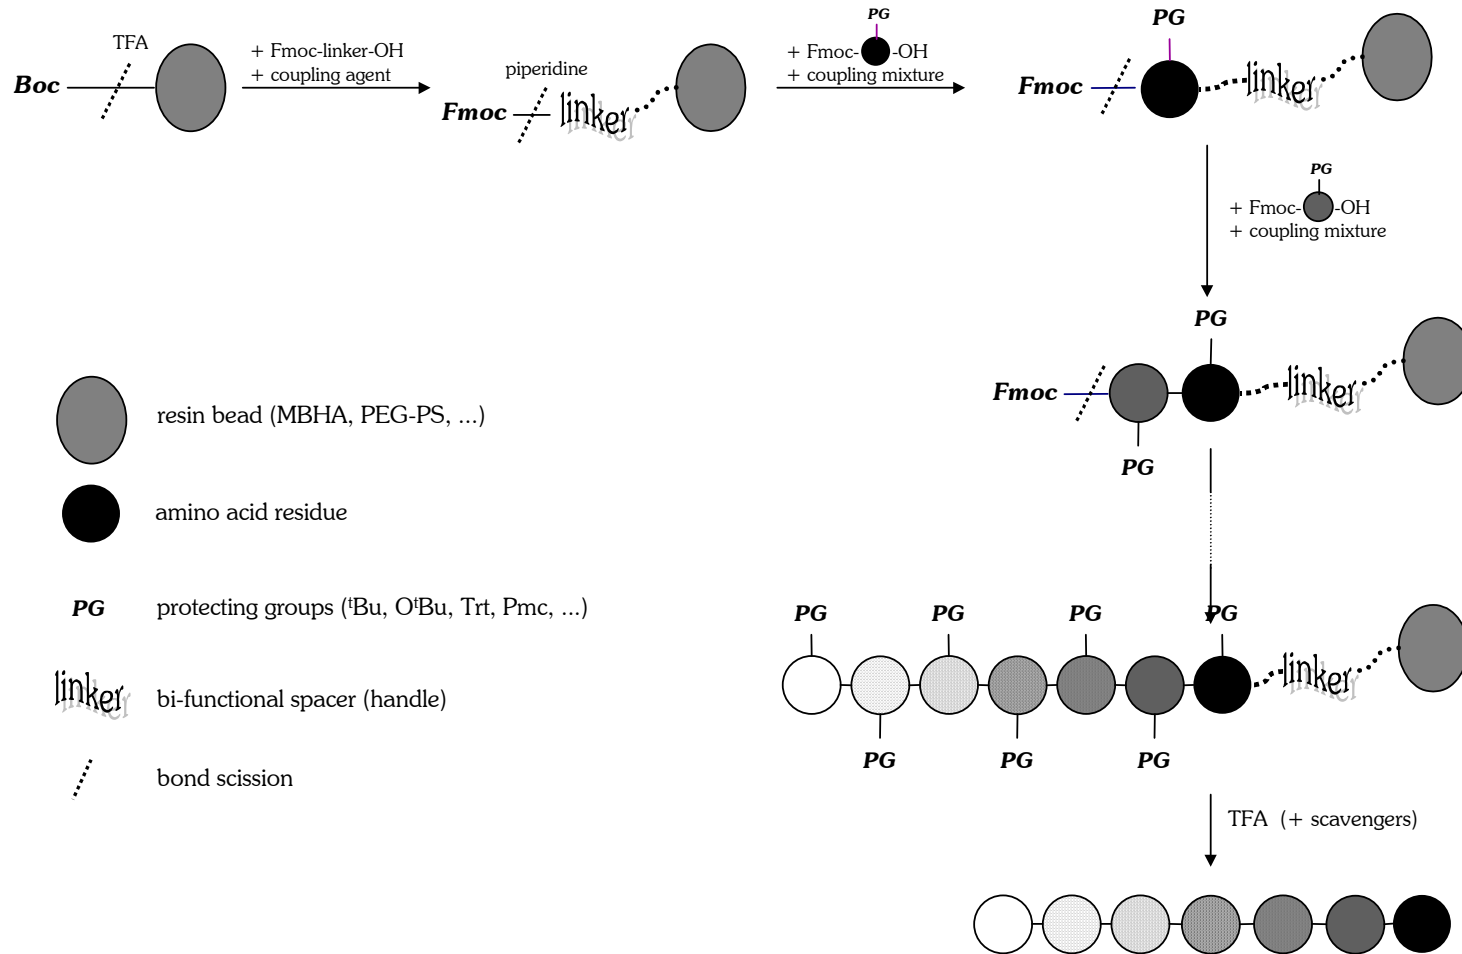 TFA
Boc
+ Fmoc-linker-OH
+ coupling agent
piperidine
Fmoc
linker
PG
+ Fmoc- -OH
+ coupling mixture
PG
Fmoc
linker
PG
+ Fmoc- -OH
+ coupling mixture
PG
Fmoc
linker
PG
resin bead (MBHA, PEG-PS, ...)
amino acid residue
PG protecting groups (ᵗBu, OᵗBu, Trt, Pmc, ...)
linker bi-functional spacer (handle)
bond scission
PG PG PG PG
linker
PG PG PG
TFA (+ scavengers)